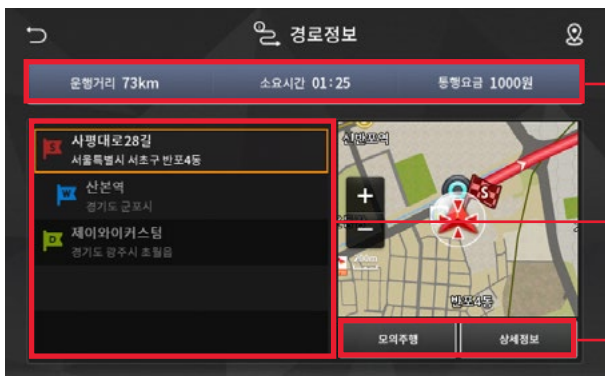 경로정보
운행거리 73km 소요시간 01:25 통행요금 1000원
S 사평대로28길
서울특별시 서초구 반포4동
W 산본역
경기도 군포시
D 제이와이커스텀
경기도 광주시 초월읍
신반포역
S
+
-
200m
반포4동
모의주행 상세정보